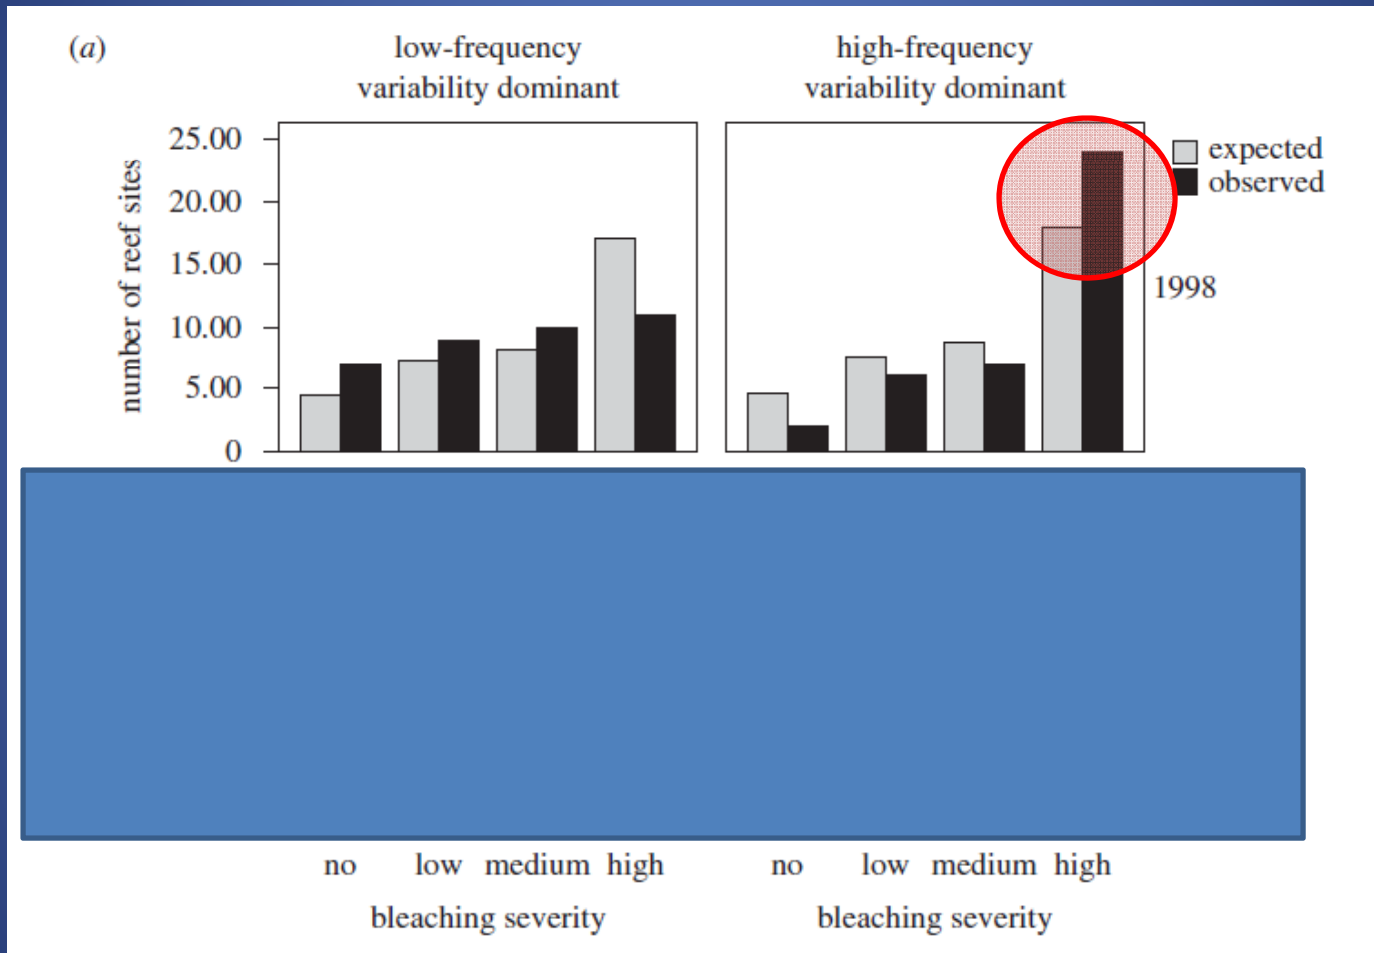 (a)
low-frequency
variability dominant
high-frequency
variability dominant
25.00
20.00
15.00
10.00
5.00
0
number of reef sites
expected
observed
1998
no low medium high
no low medium high
bleaching severity
bleaching severity